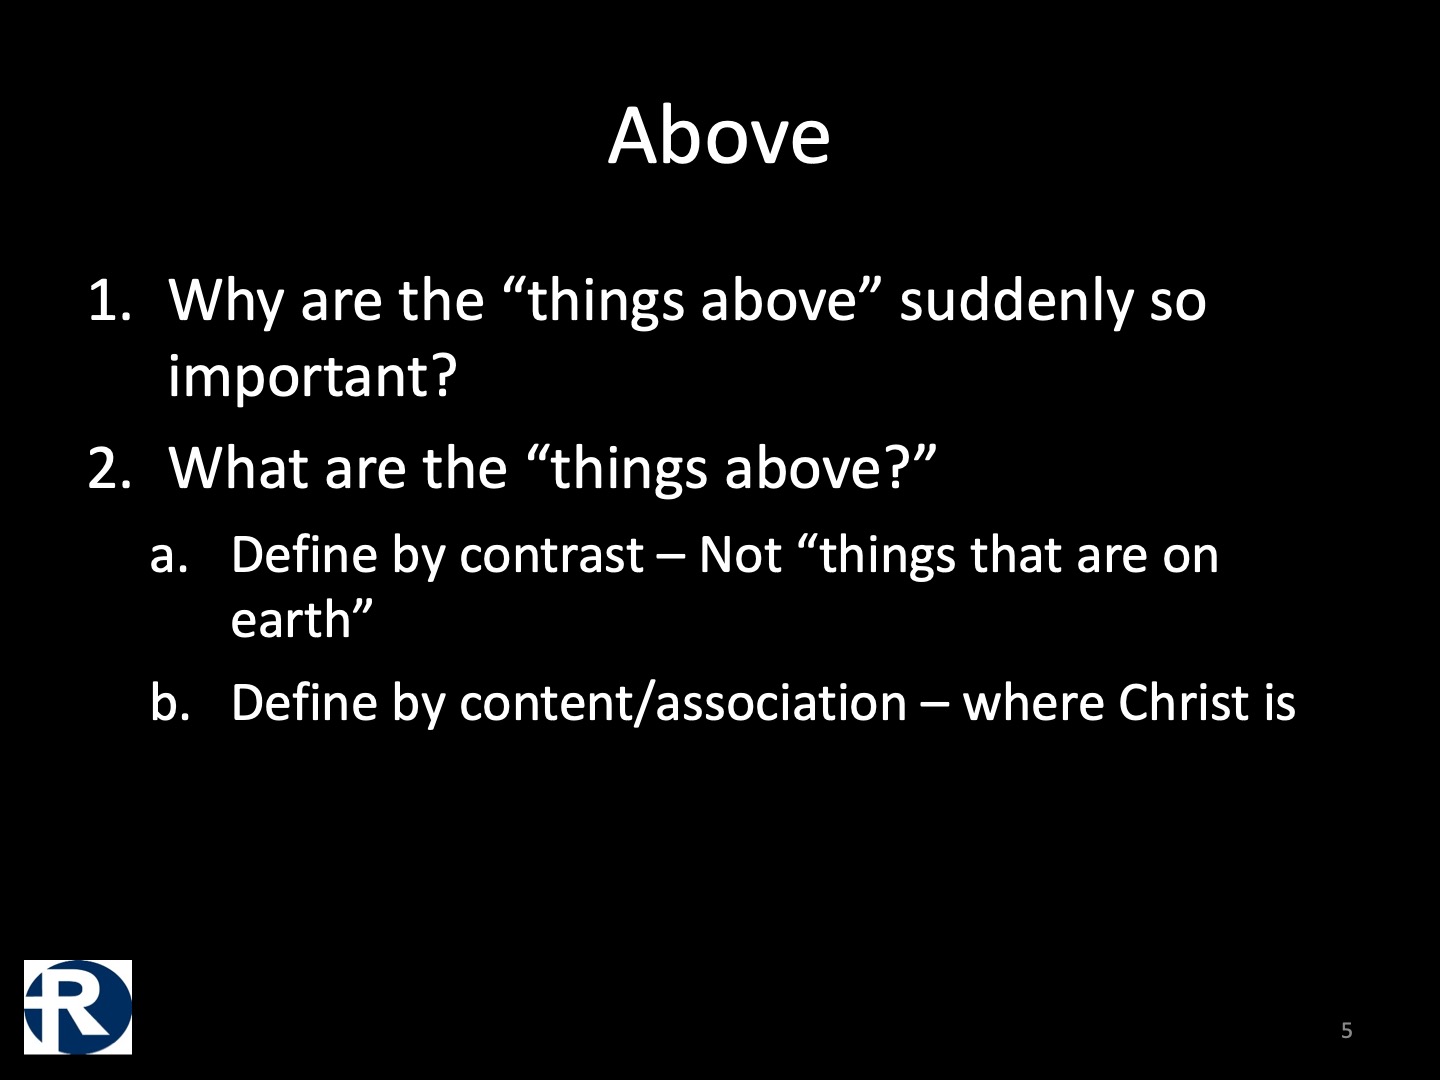 Above
1. Why are the “things above” suddenly so
important?
2. What are the “things above?”
a. Define by contrast – Not “things that are on
earth”
b. Define by content/association – where Christ is
R
5